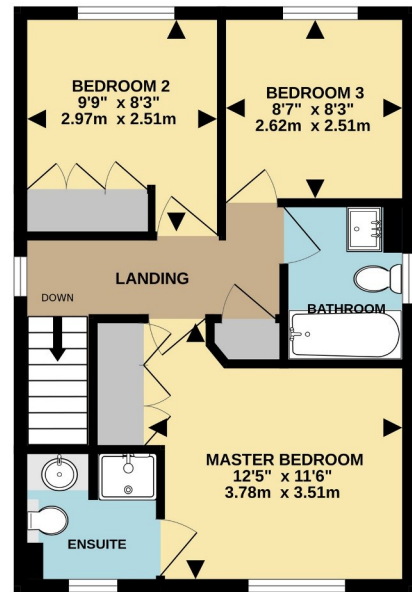 BEDROOM 2
9'9" x 8'3"
2.97m x 2.51m
BEDROOM 3
8'7" x 8'3"
2.62m x 2.51m
LANDING
DOWN
BATHROOM
MASTER BEDROOM
12'5" x 11'6"
3.78m x 3.51m
ENSUITE